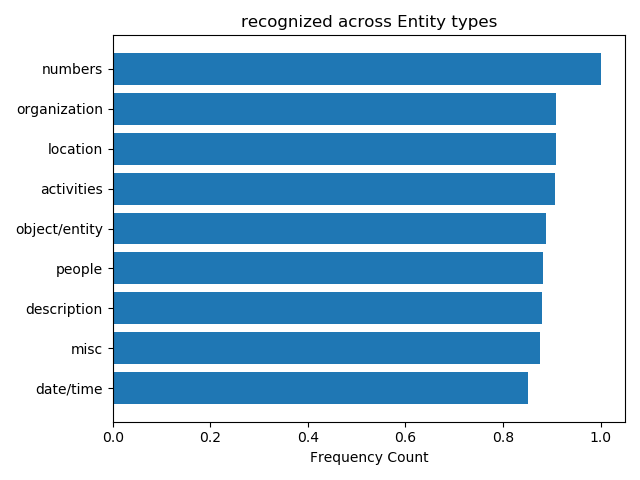 recognized across Entity types
numbers
organization
location
activities
object/entity
people
description
misc
date/time
0.0 0.2 0.4 0.6 0.8 1.0
Frequency Count